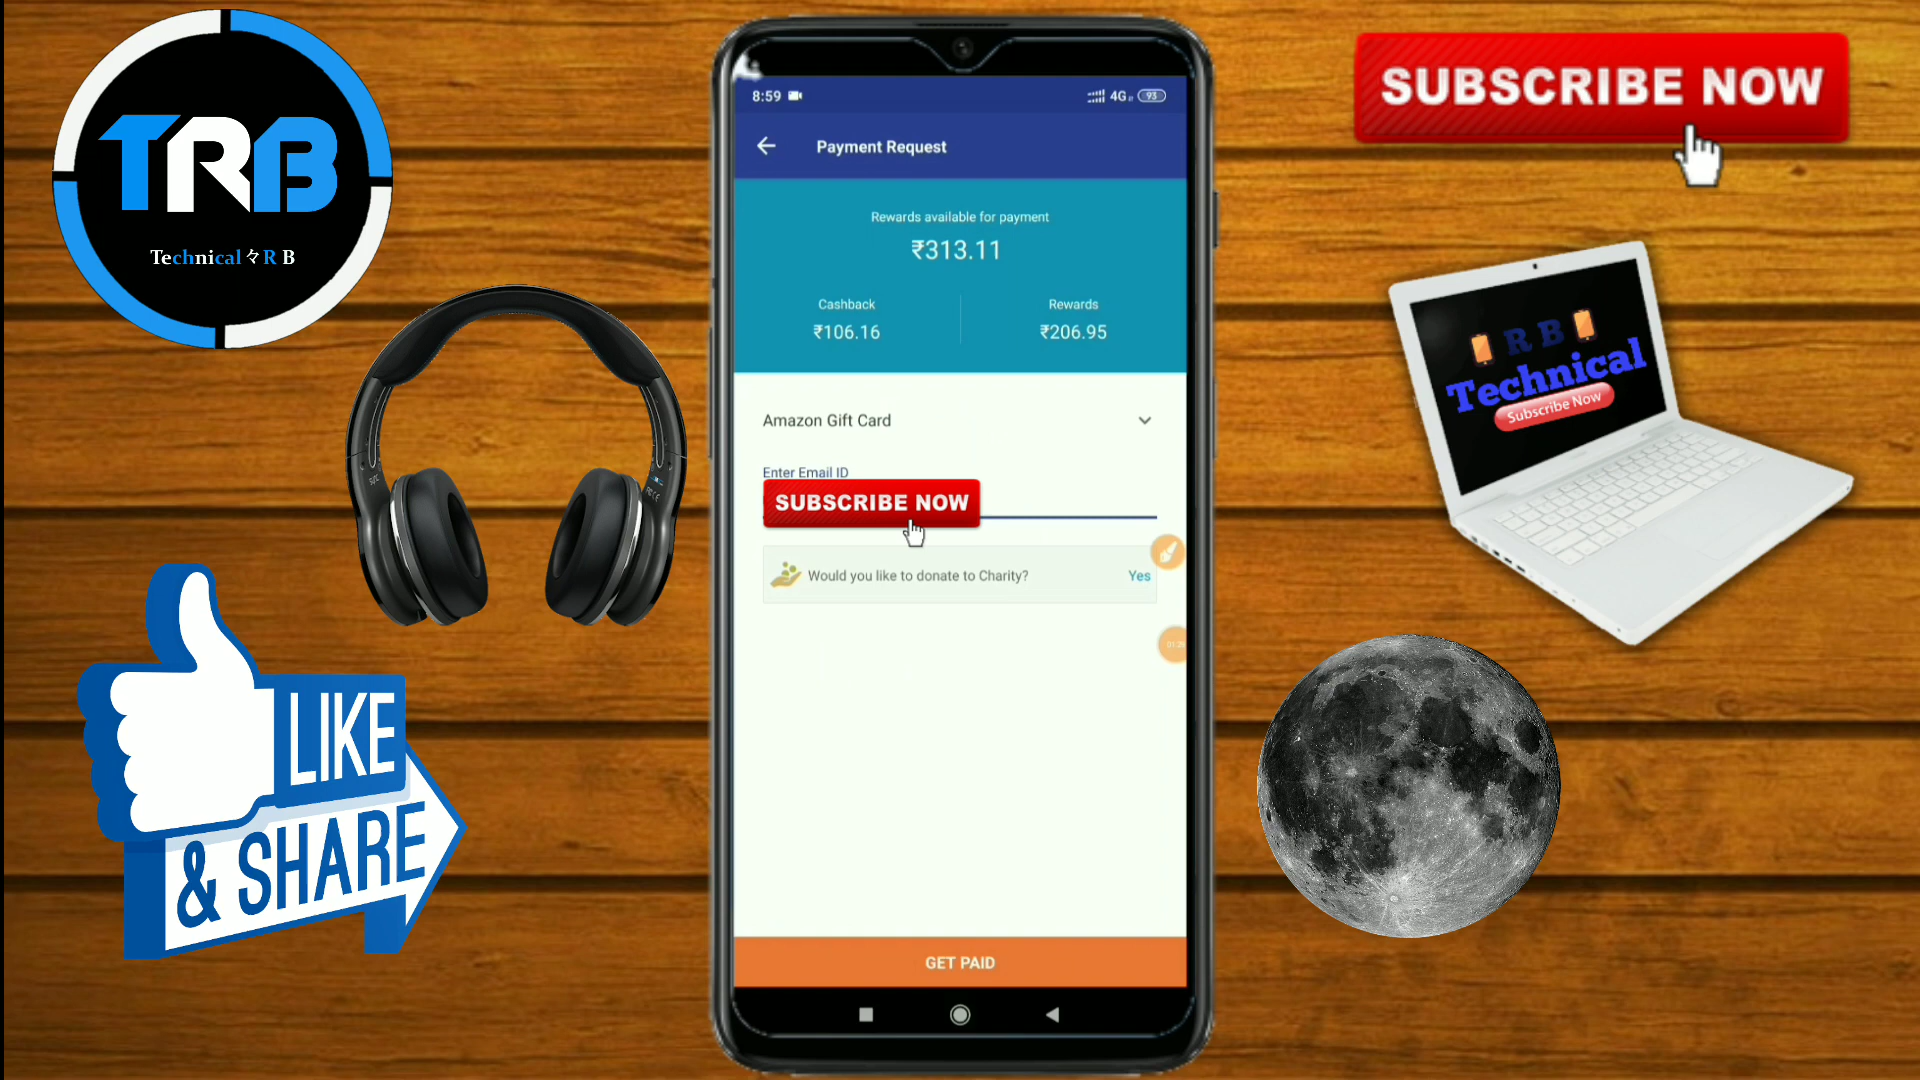 TRB
Technical々R B
SUBSCRIBE NOW
8:59
4G
93
Payment Request
Rewards available for payment
₹313.11
Cashback
Rewards
₹106.16
₹206.95
Amazon Gift Card
Enter Email ID
SUBSCRIBE NOW
Would you like to donate to Charity?
Yes
GET PAID
R B
Technical
Subscribe Now
LIKE
& SHARE